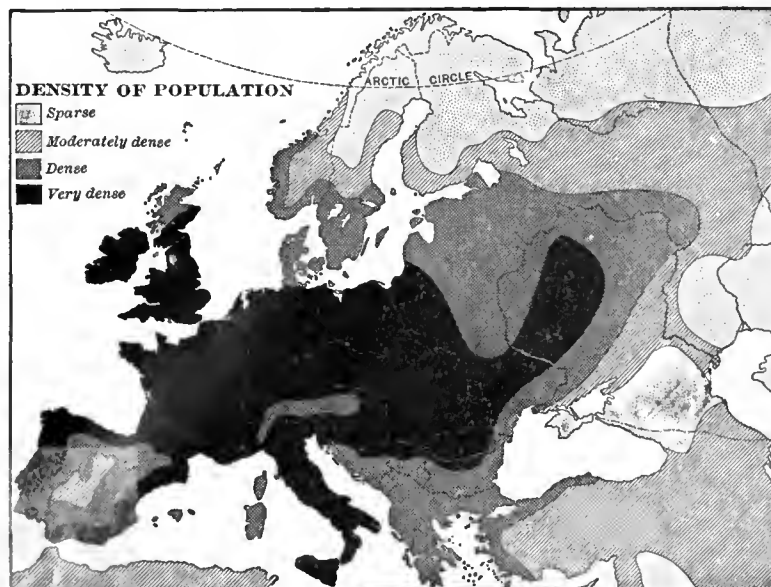 ARCTIC CIRCLE
DENSITY OF POPULATION
Sparse
Moderately dense
Dense
Very dense